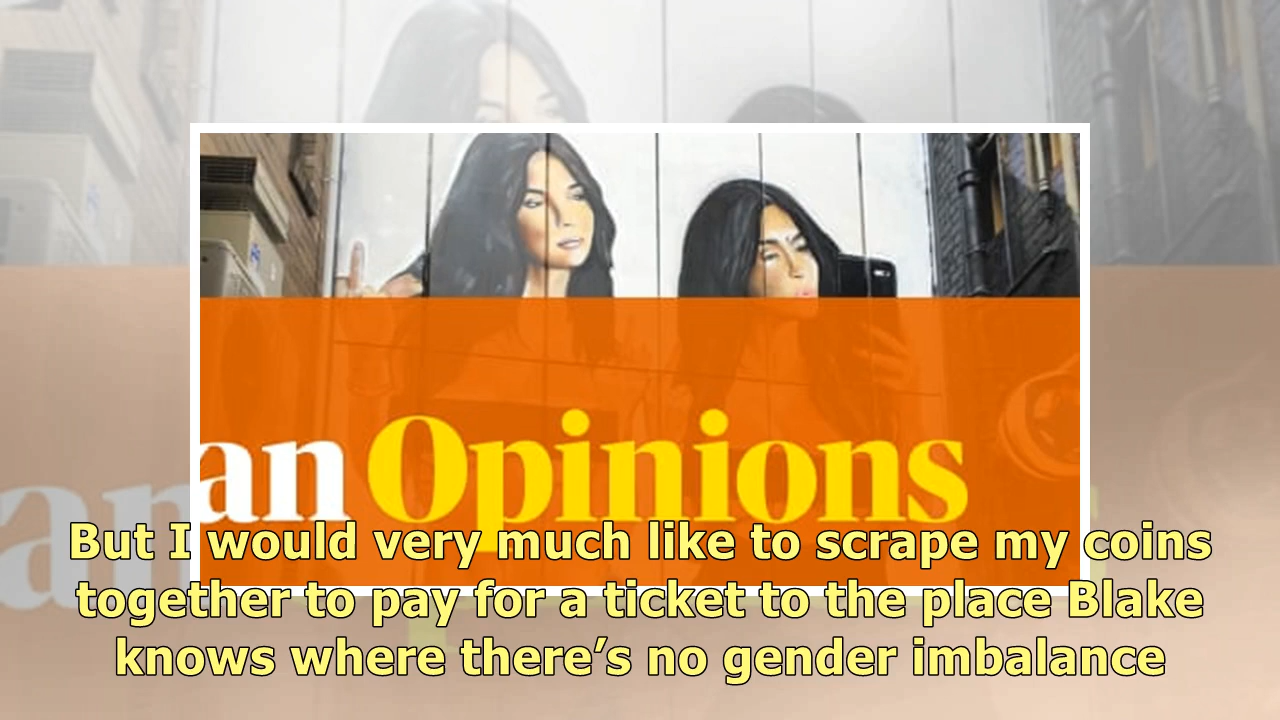 an Opinions
But I would very much like to scrape my coins
together to pay for a ticket to the place Blake
knows where there’s no gender imbalance